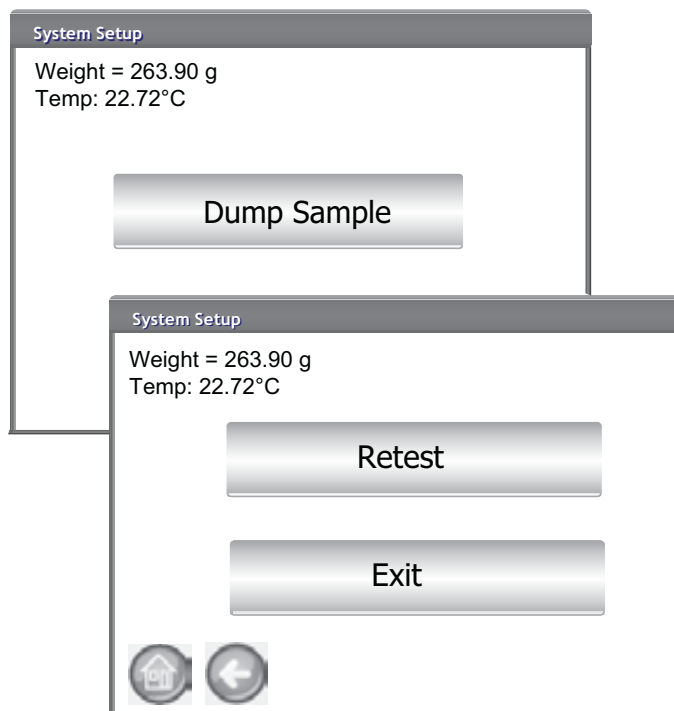 System Setup
Weight = 263.90 g
Temp: 22.72°C
Dump Sample
System Setup
Weight = 263.90 g
Temp: 22.72°C
Retest
Exit